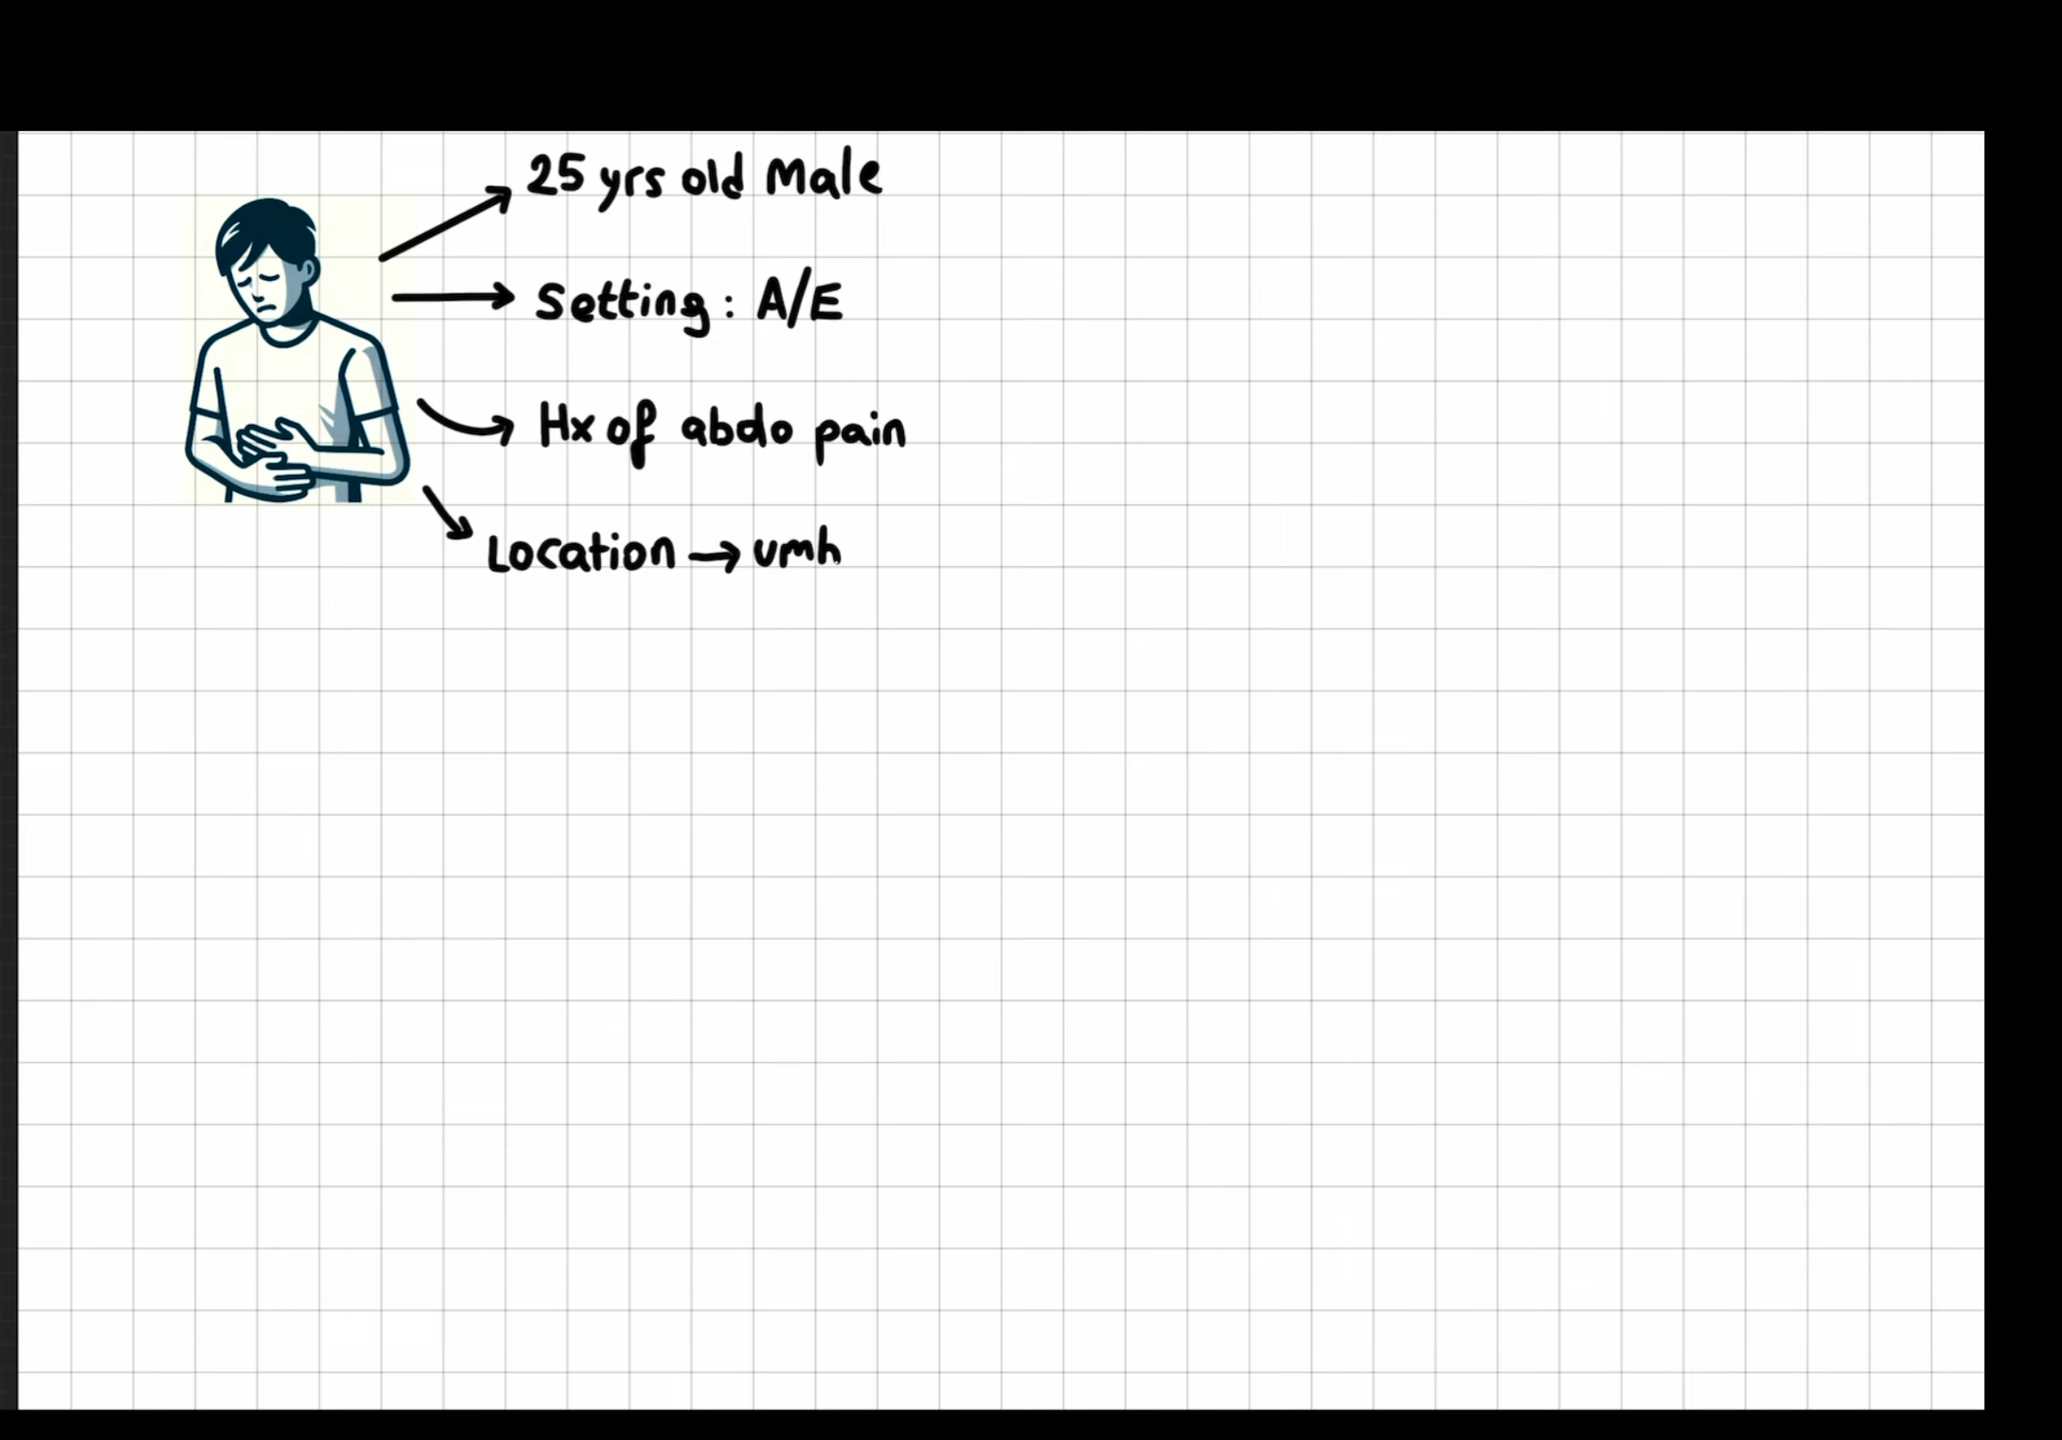 25 yrs old Male
Setting: A/E
Hx of abdo pain
Location → umh